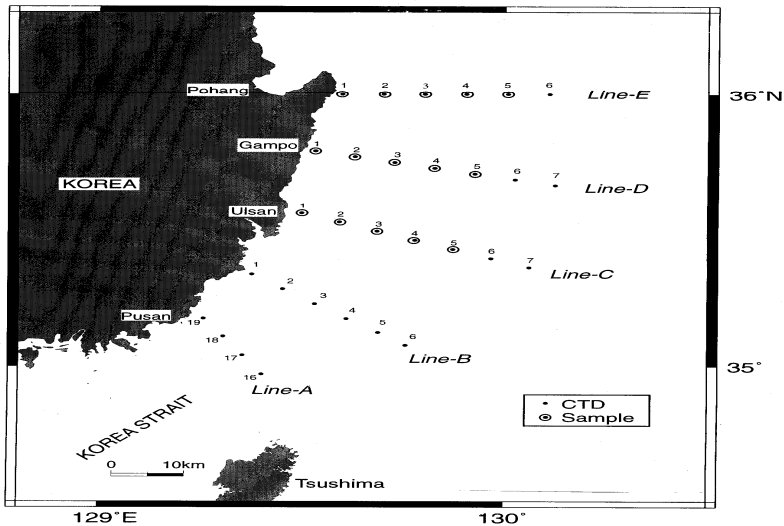 1 2 3 4 5 6
Pohang
Line-E
36°N
Gampo
1 2 3 4 5 6 7
Line-D
KOREA
Ulsan
1 2 3 4 5 6 7
Line-C
1 2 3 4 5 6
Line-B
Pusan
19 18 17 16
Line-A
35°
CTD
Sample
KOREA STRAIT
0 10km
Tsushima
129°E
130°